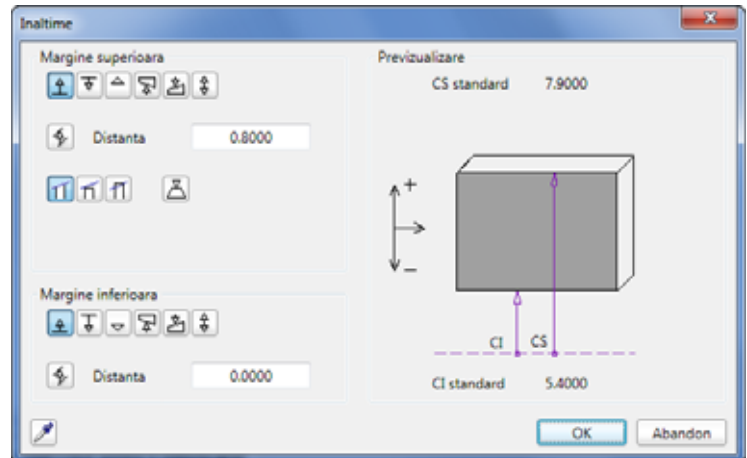 Inaltime
Margine superioara
Distanta 0.8000
Margine inferioara
Distanta 0.0000
Previzualizare
CS standard 7.9000
+
−
CI CS
CI standard 5.4000
OK Abandon